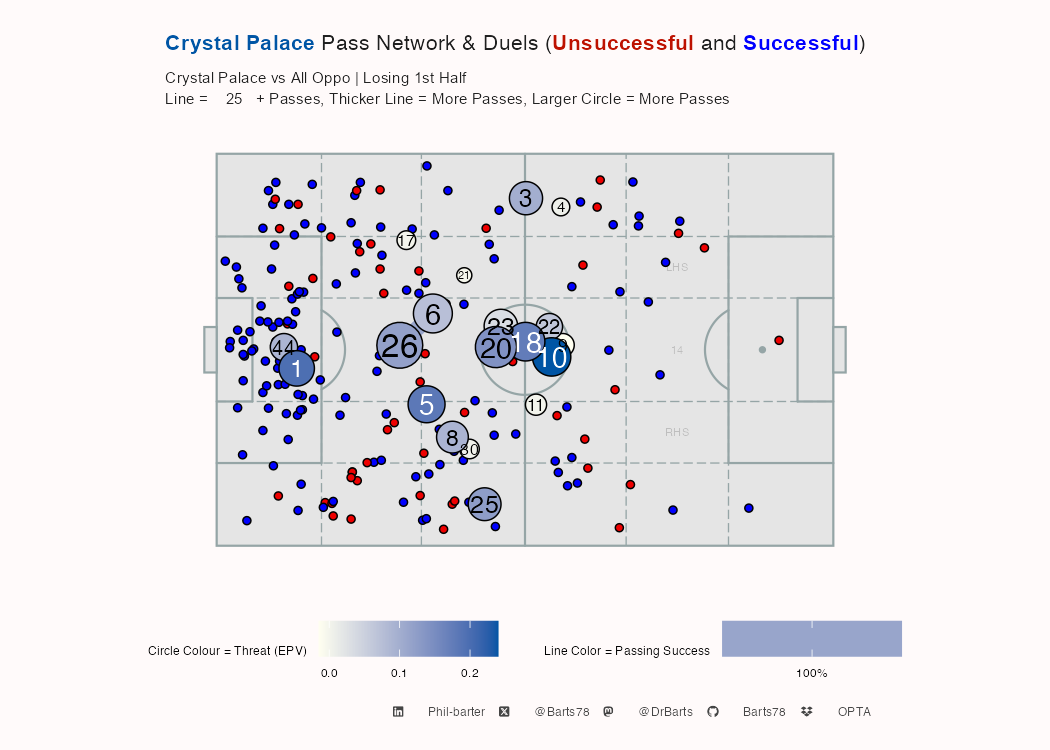 Crystal Palace Pass Network & Duels (Unsuccessful and Successful)
Crystal Palace vs All Oppo | Losing 1st Half
Line = 25 + Passes, Thicker Line = More Passes, Larger Circle = More Passes
3
4
17
21
LHS
6
23
22
9
44
26
20
18
10
14
1
5
11
8
30
RHS
25
Circle Colour = Threat (EPV)
0.0 0.1 0.2
Line Color = Passing Success
100%
Phil-barter @Barts78 @DrBarts Barts78 OPTA